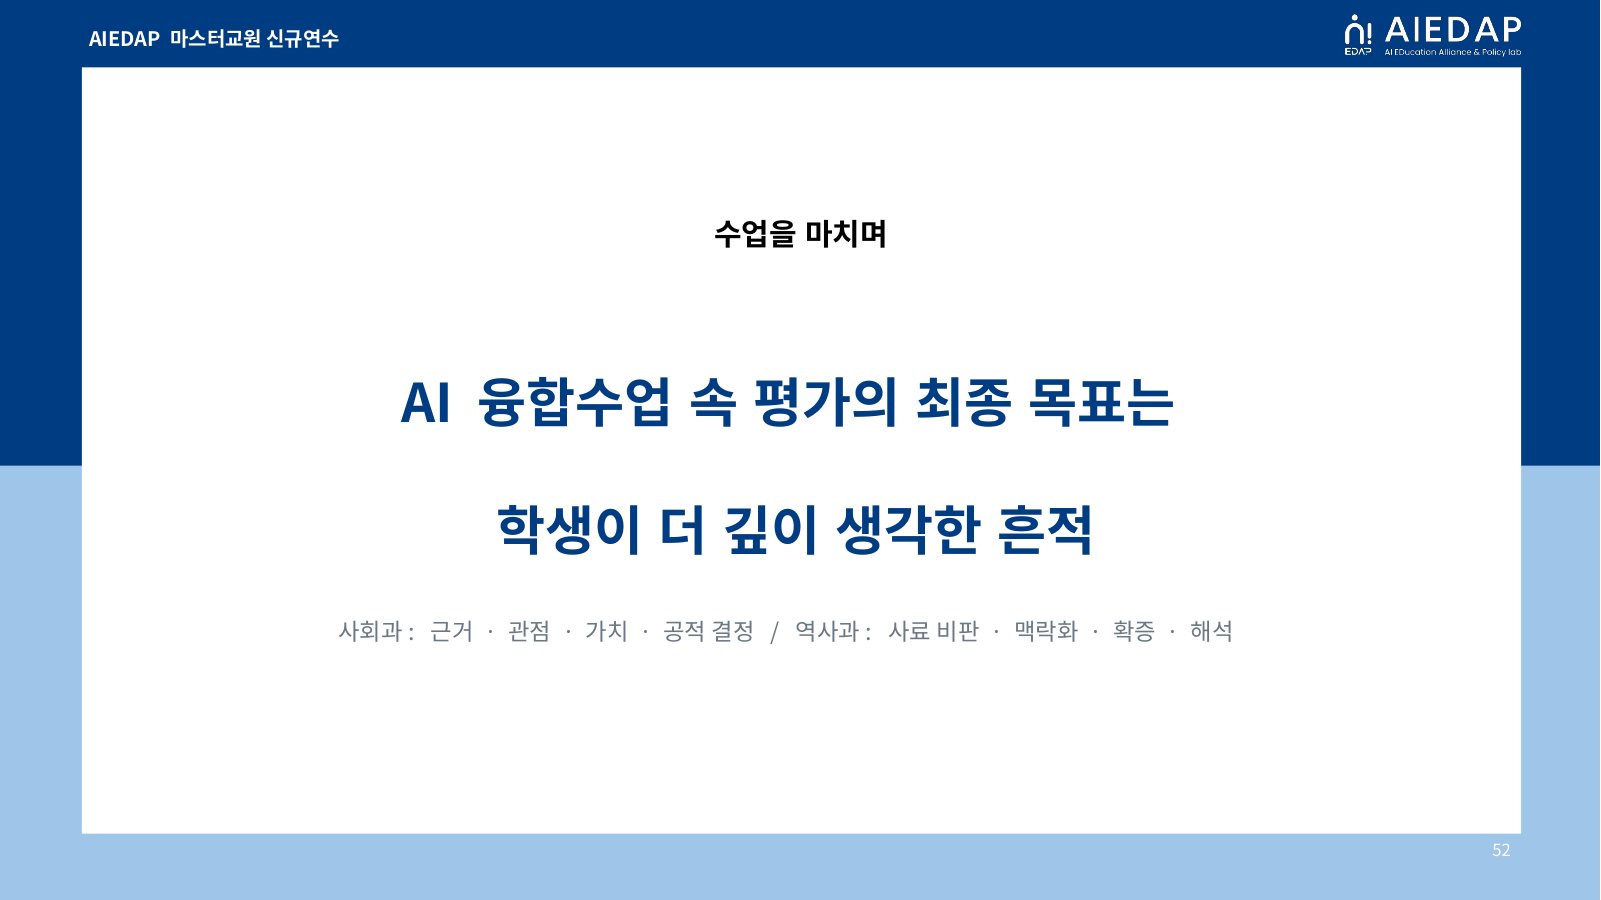 AIEDAP 마스터교원 신규연수
AIEDAP
EDAP
AI EDucation Alliance & Policy lab
수업을 마치며
AI 융합수업 속 평가의 최종 목표는
학생이 더 깊이 생각한 흔적
사회과 : 근거 · 관점 · 가치 · 공적 결정 / 역사과 : 사료 비판 · 맥락화 · 확증 · 해석
52